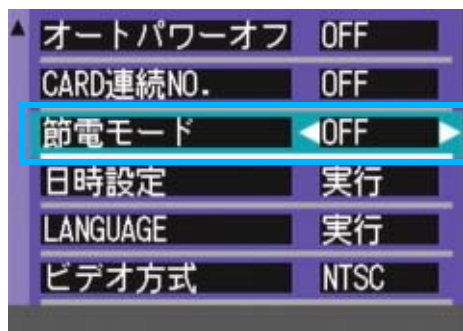 オートパワーオフ OFF
CARD連続NO. OFF
節電モード OFF
日時設定 実行
LANGUAGE 実行
ビデオ方式 NTSC